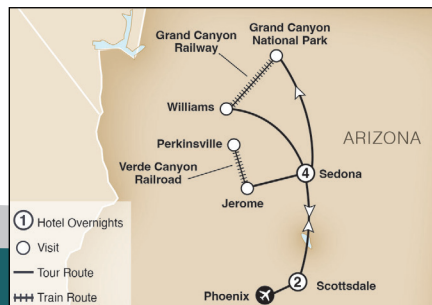 Grand Canyon
National Park
Grand Canyon
Railway
Williams
Perkinsville
ARIZONA
Verde Canyon
Railroad
4 Sedona
Jerome
1 Hotel Overnights
Visit
Tour Route
Train Route
2 Scottsdale
Phoenix